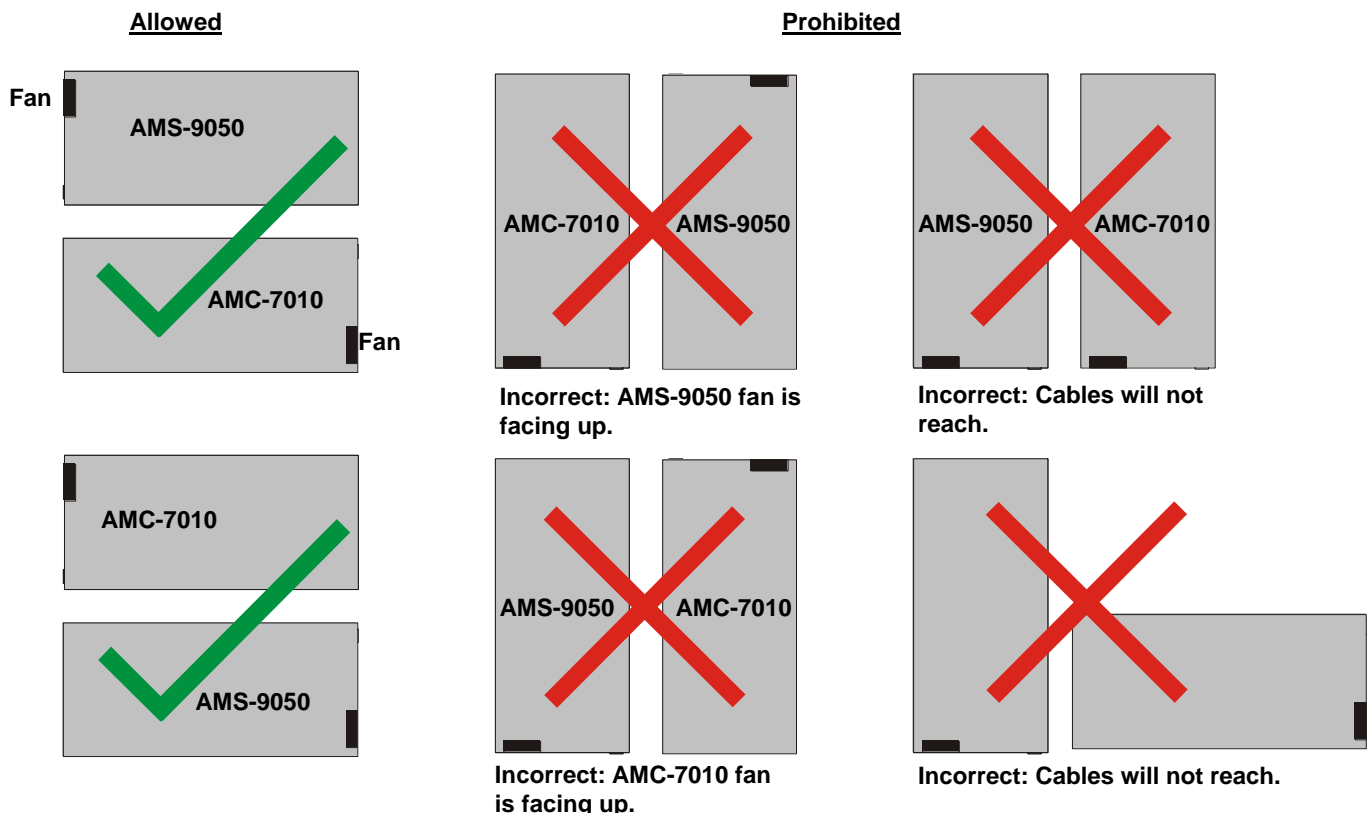 Allowed
Prohibited
Fan
AMS-9050
AMC-7010
Fan
AMC-7010
AMS-9050
Incorrect: AMS-9050 fan is
facing up.
AMS-9050
AMC-7010
Incorrect: Cables will not
reach.
AMC-7010
AMS-9050
AMS-9050
AMC-7010
Incorrect: AMC-7010 fan
is facing up.
Incorrect: Cables will not reach.